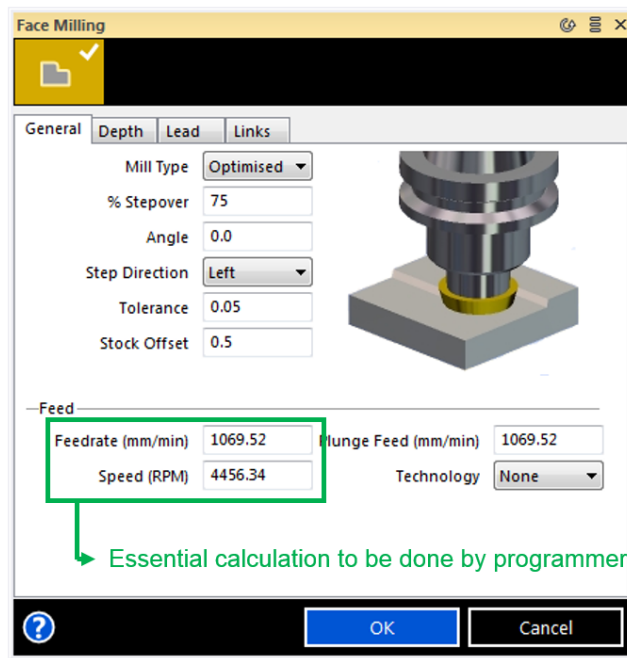 Face Milling
General Depth Lead Links
Mill Type Optimised
% Stepover 75
Angle 0.0
Step Direction Left
Tolerance 0.05
Stock Offset 0.5
Feed
Feedrate (mm/min) 1069.52 Plunge Feed (mm/min) 1069.52
Speed (RPM) 4456.34 Technology None
Essential calculation to be done by programmer
? OK Cancel